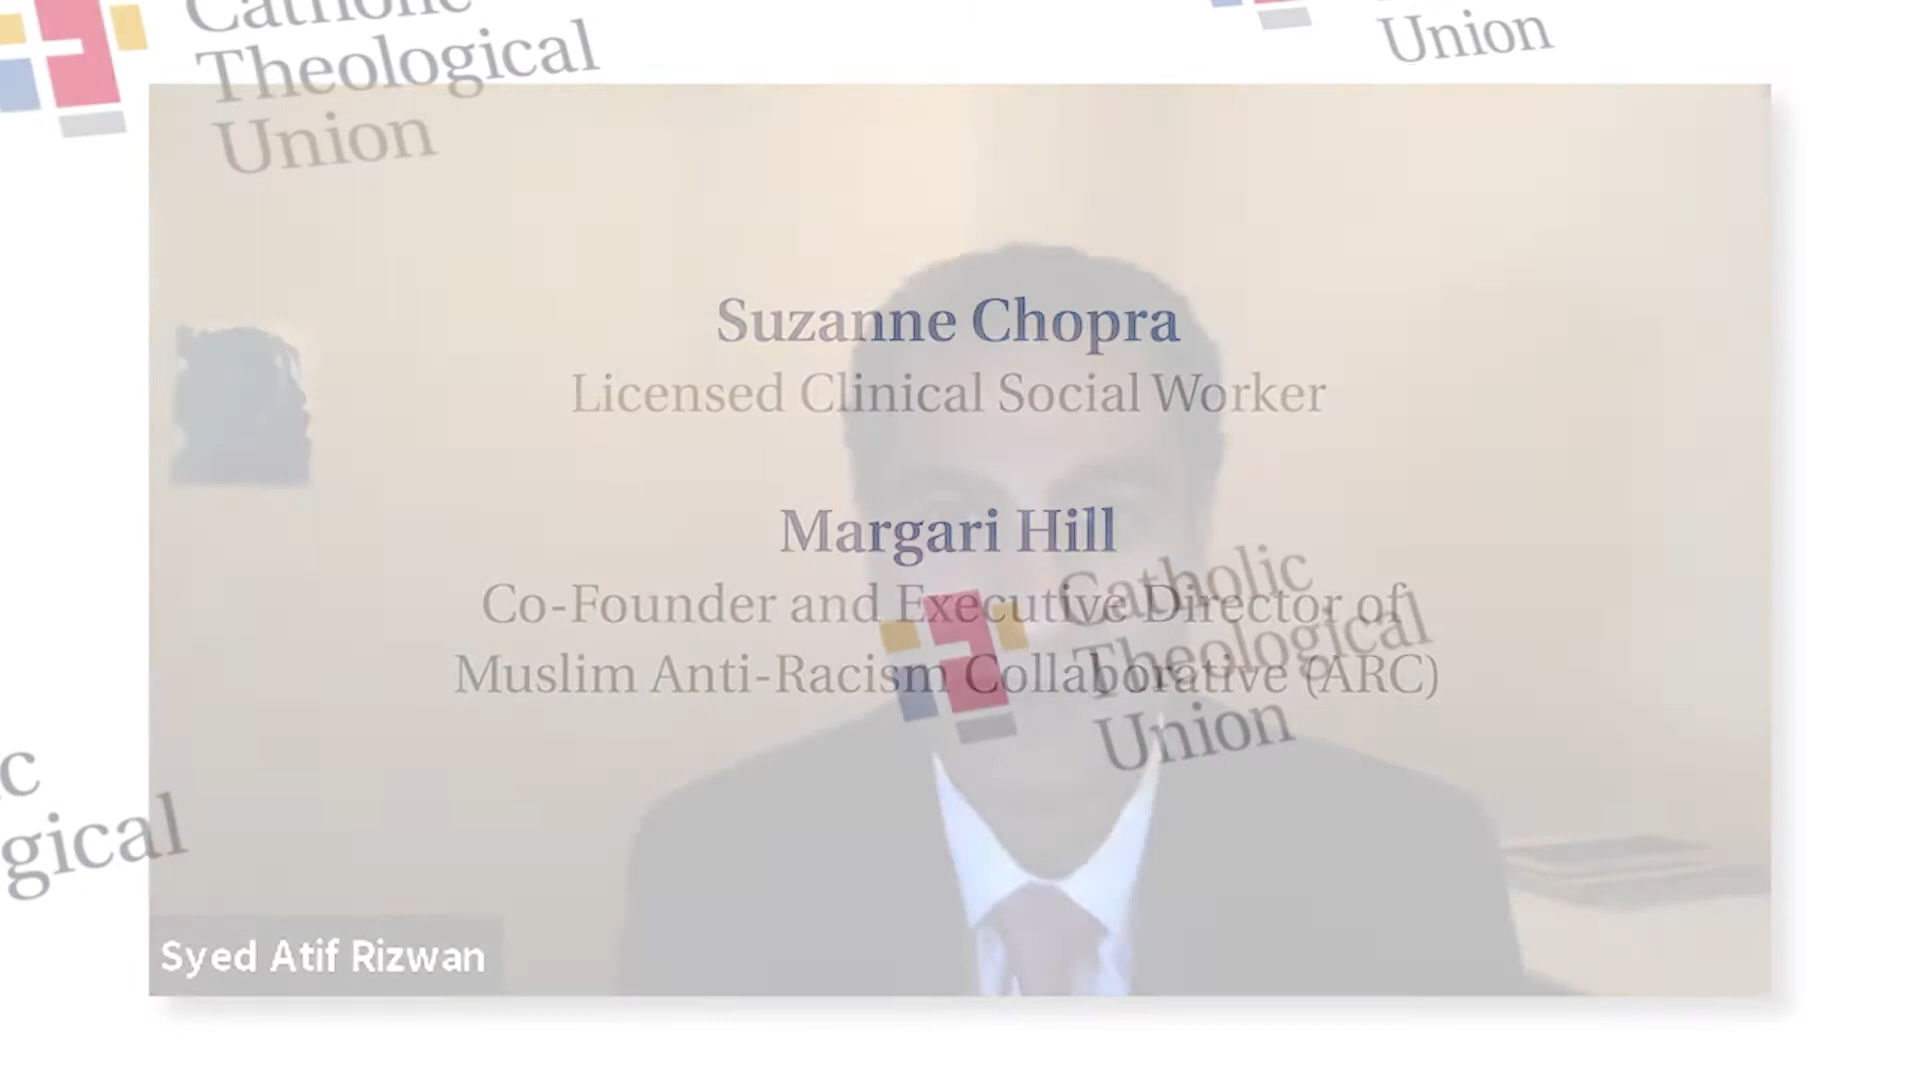 Catholic
Theological
Union
Union
Suzanne Chopra
Licensed Clinical Social Worker
Margari Hill
Co-Founder and Executive Director of
Muslim Anti-Racism Collaborative (ARC)
Catholic
Theological
Union
c
gical
Syed Atif Rizwan